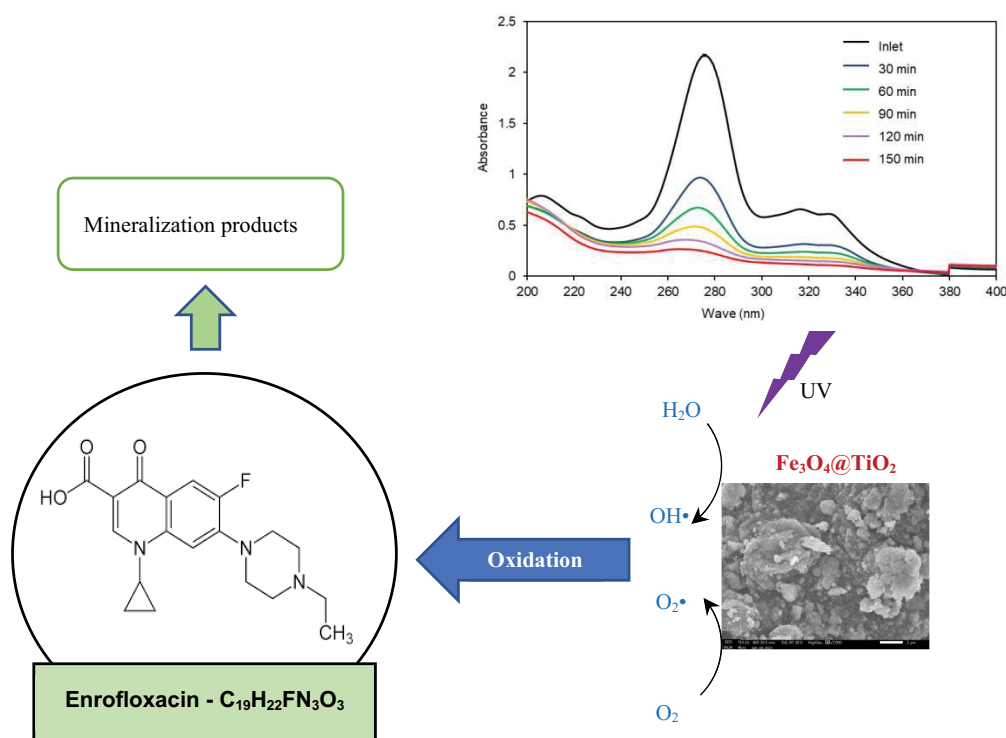 2.5
2
1.5
1
0.5
0
Absorbance
200 220 240 260 280 300 320 340 360 380 400
Wave (nm)
Inlet
30 min
60 min
90 min
120 min
150 min
Mineralization products
UV
H₂O
Fe₃O₄@TiO₂
OH•
Oxidation
O₂•
O₂
O
O
HO
F
N
N
N
CH₃
Enrofloxacin - C₁₉H₂₂FN₃O₃